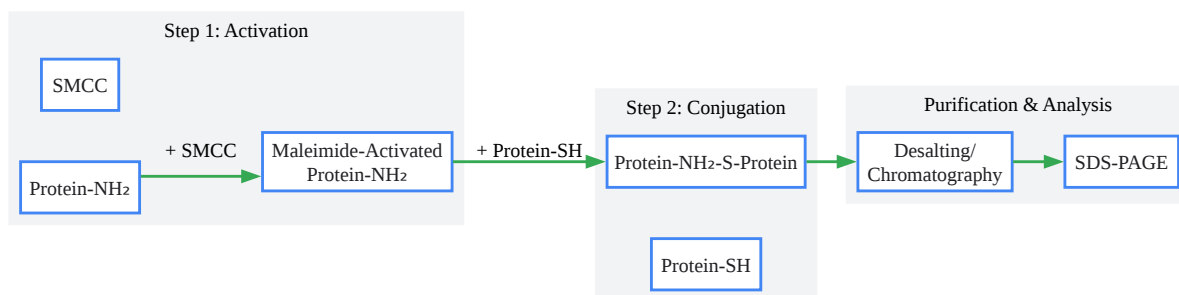 Step 1: Activation
SMCC
Protein-NH₂
+ SMCC
Maleimide-Activated
Protein-NH₂
+ Protein-SH
Step 2: Conjugation
Protein-NH₂-S-Protein
Protein-SH
Purification & Analysis
Desalting/
Chromatography
SDS-PAGE